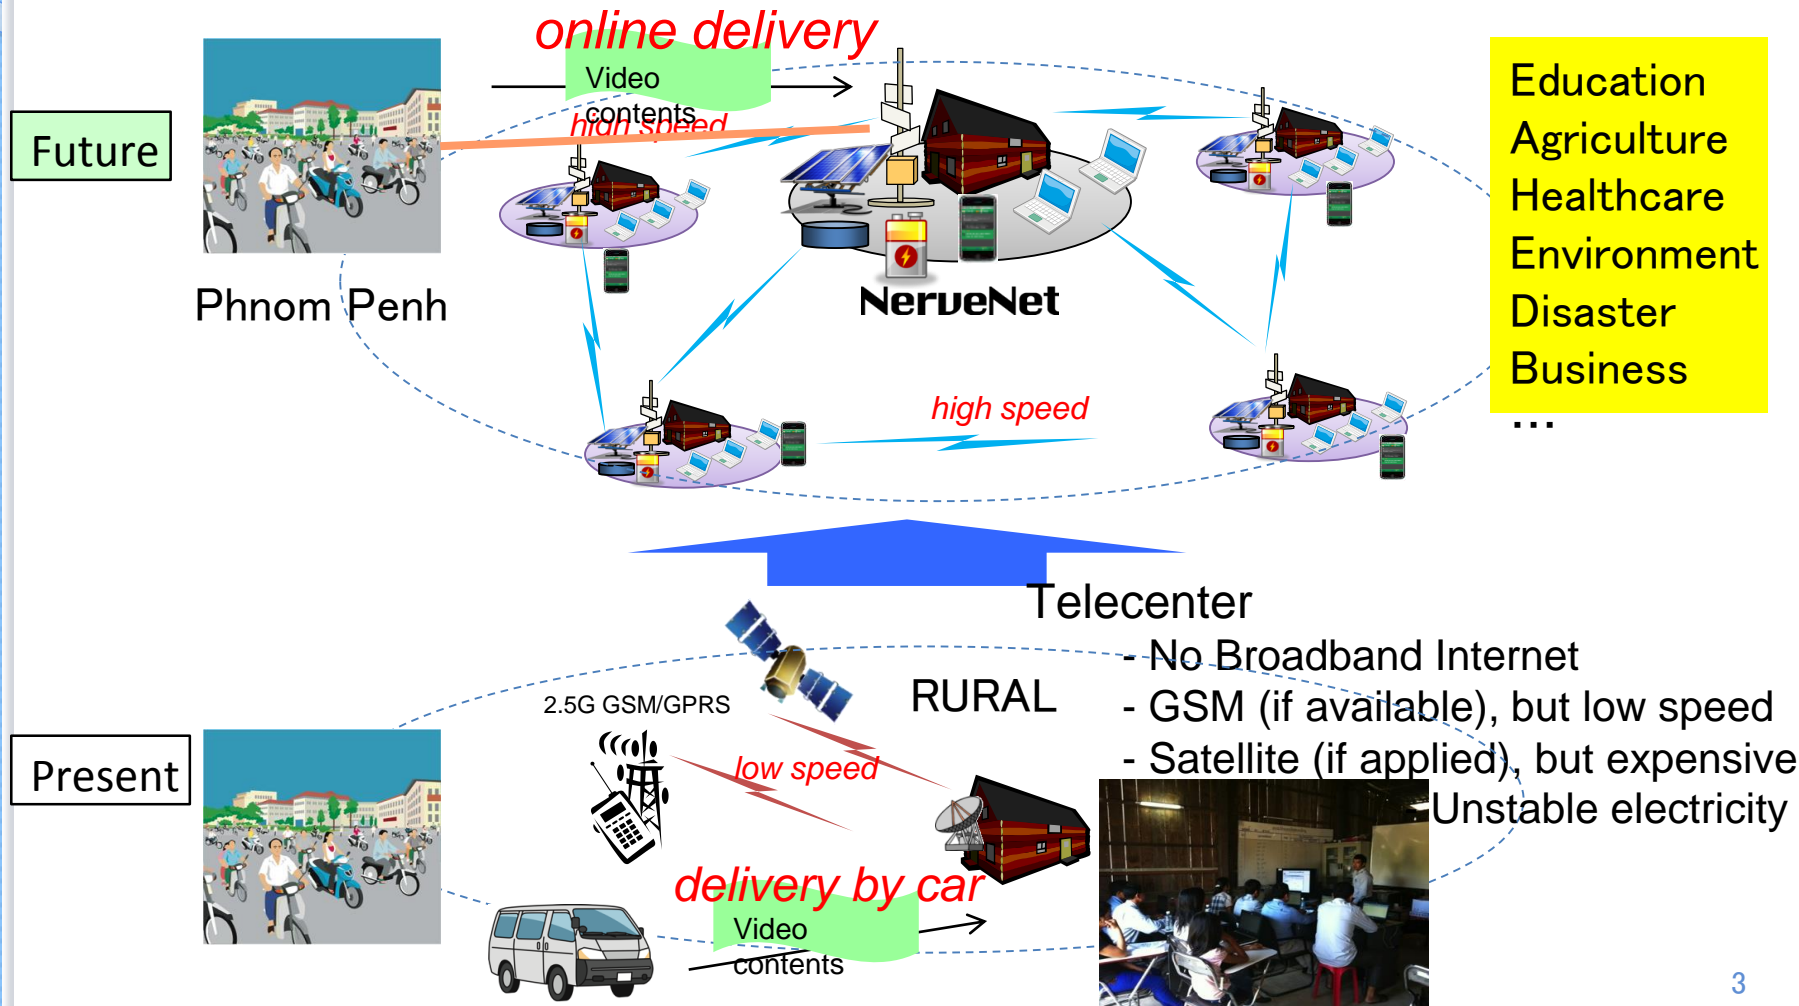 online delivery
Video
contents
high speed
Future
Phnom Penh
NerveNet
high speed
Education
Agriculture
Healthcare
Environment
Disaster
Business
...
Telecenter
- No Broadband Internet
- GSM (if available), but low speed
- Satellite (if applied), but expensive
Unstable electricity
RURAL
2.5G GSM/GPRS
low speed
Present
delivery by car
Video
contents
3